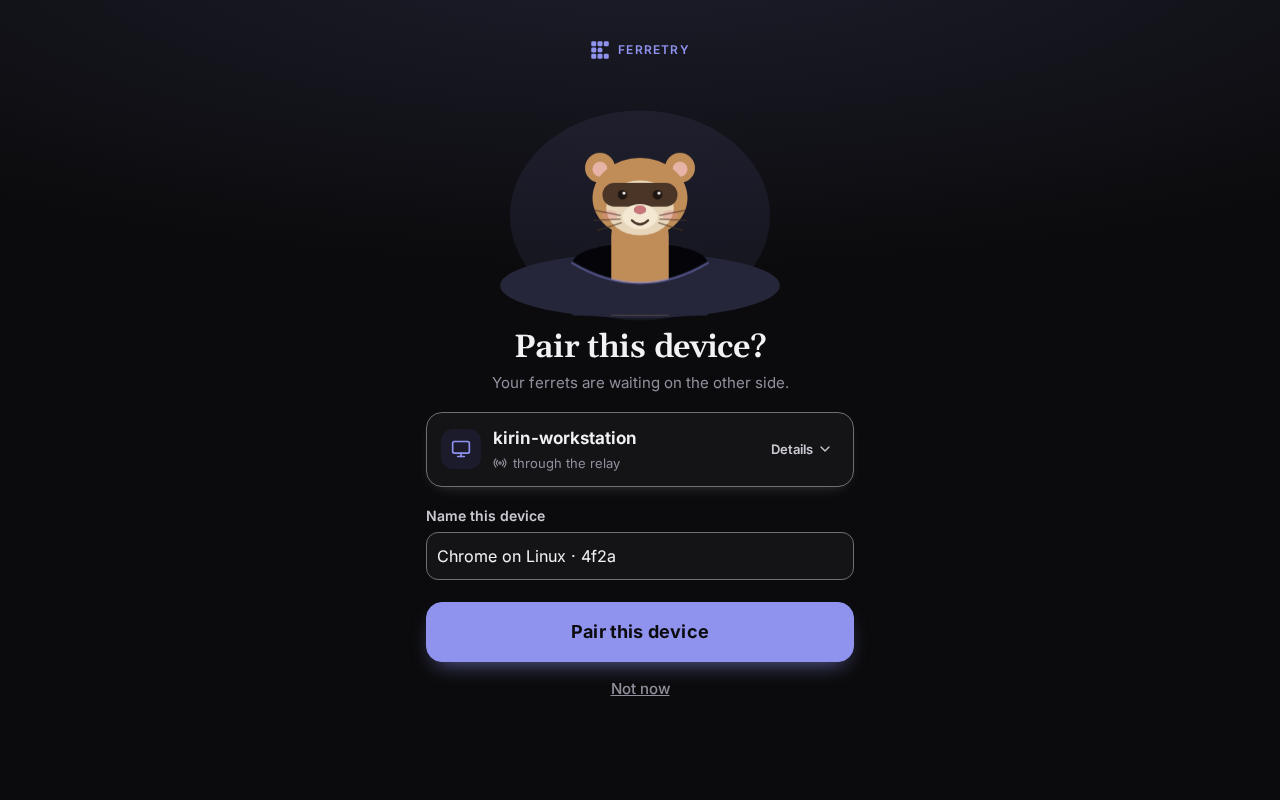 FERRETRY
Pair this device?
Your ferrets are waiting on the other side.
kirin-workstation
through the relay
Details
Name this device
Chrome on Linux · 4f2a
Pair this device
Not now